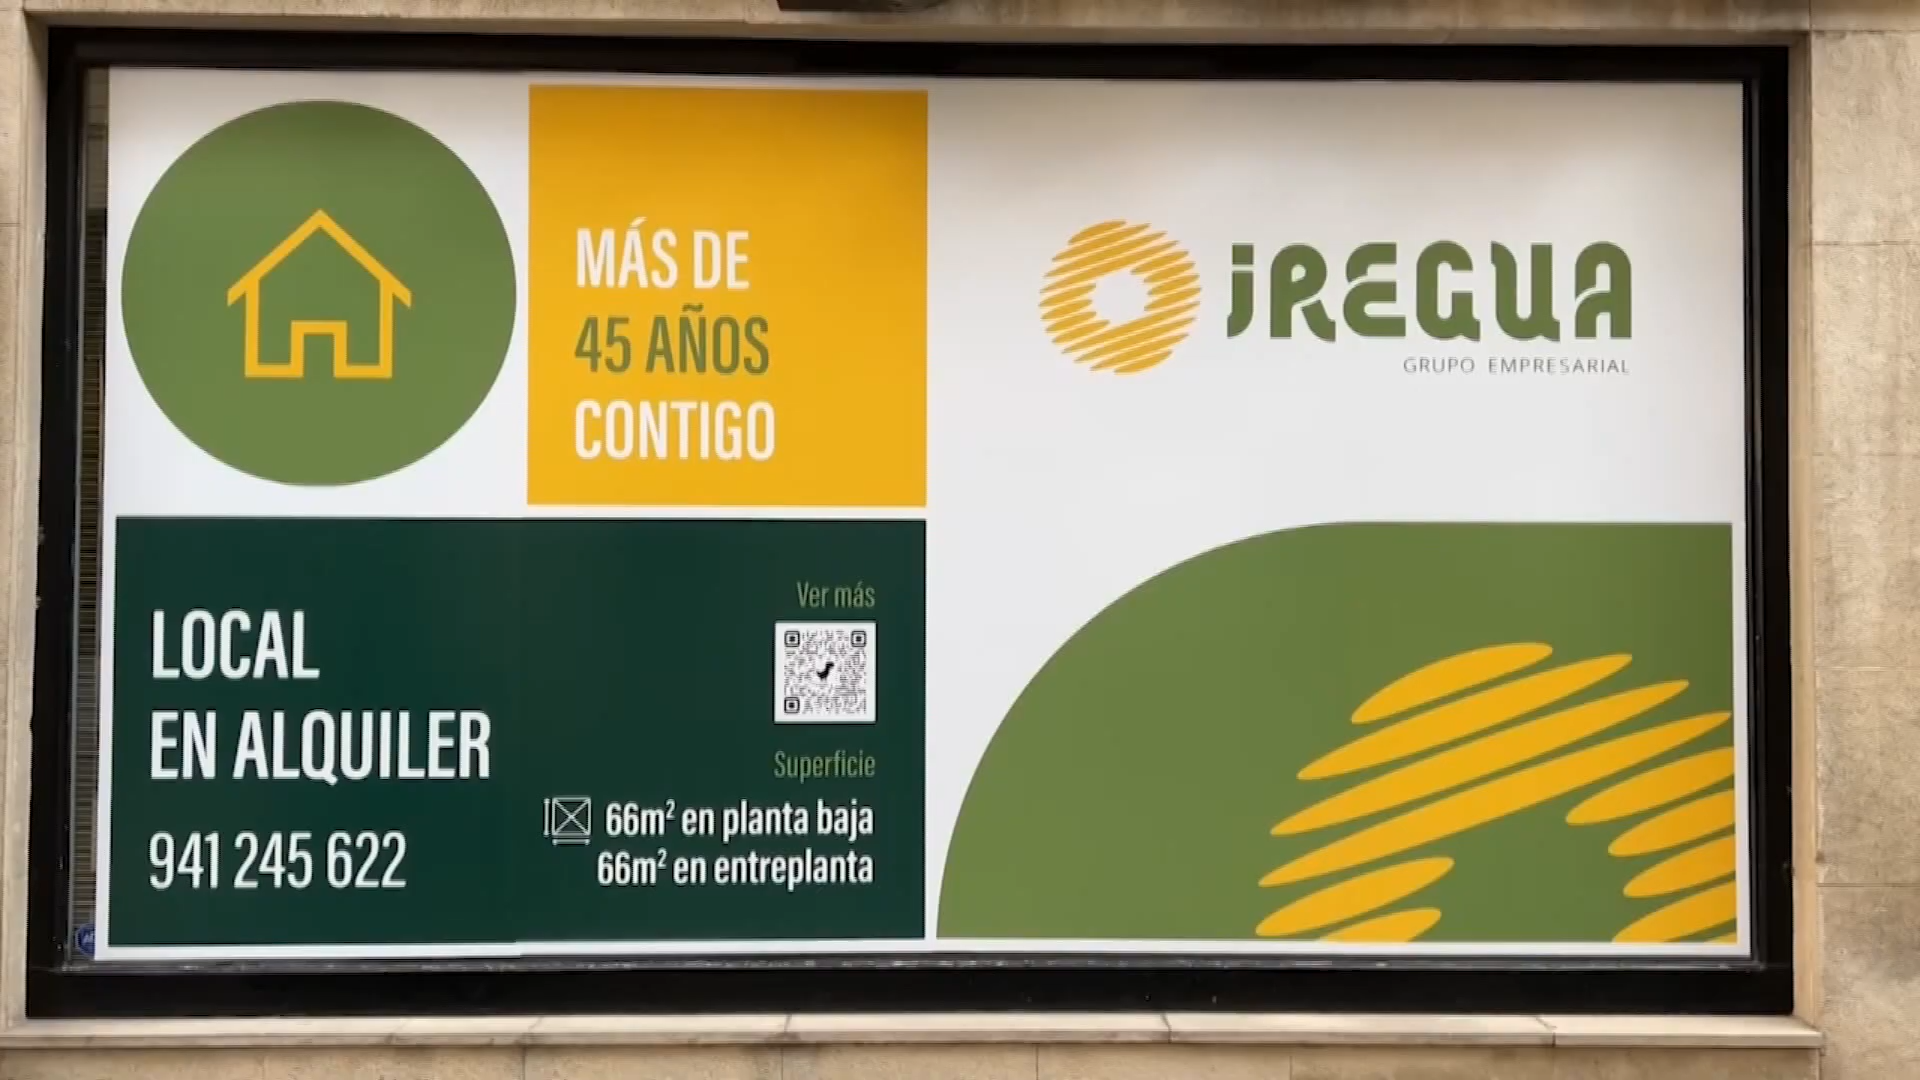 MÁS DE
45 AÑOS
CONTIGO
iREGUA
GRUPO EMPRESARIAL
LOCAL
EN ALQUILER
941 245 622
Ver más
Superficie
66m² en planta baja
66m² en entreplanta